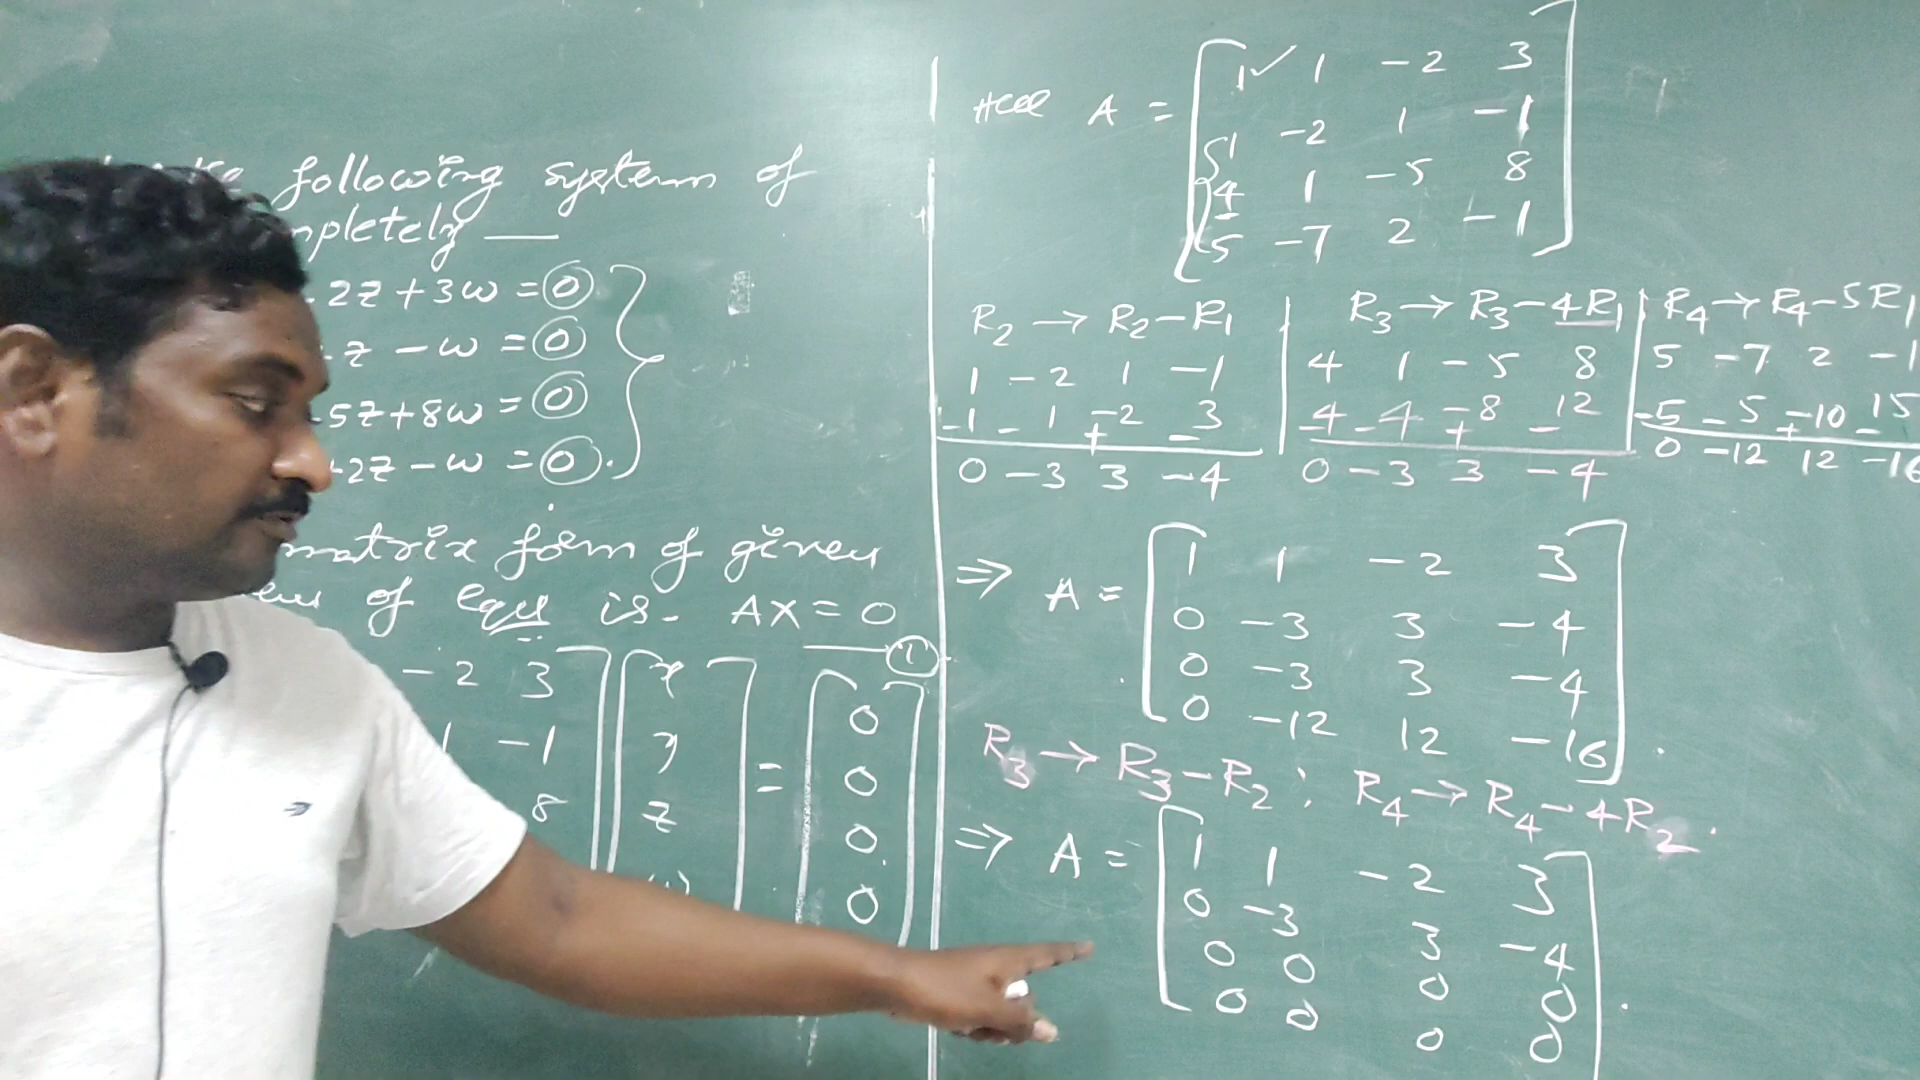 following system of
mpletely —
2z + 3w = 0
z - w = 0
5z + 8w = 0
+2z - w = 0.
matrix form of given
of eqns is - AX = 0
①
-2 3
1 -1
8
x
y
z
w
=
0
0
0
0
Here A =
1 ✓ 1 -2 3
1 -2 1 -1
4 1 -5 8
5 -7 2 -1
R2 → R2 - R1
1 -2 1 -1
-1 - 1 +-2 - 3
0 -3 3 -4
R3 → R3 - 4R1
4 1 -5 8
-4 - 4 +-8 - 12
0 -3 3 -4
R4 → R4 - 5R1
5 -7 2 -1
-5 - 5 +-10 - 15
0 -12 12 -16
⇒ A =
1 1 -2 3
0 -3 3 -4
0 -3 3 -4
0 -12 12 -16
R3 → R3 - R2 : R4 → R4 - 4R2.
⇒ A =
1 1 -2 3
0 -3 3 -4
0 0 0 0
0 0 0 0